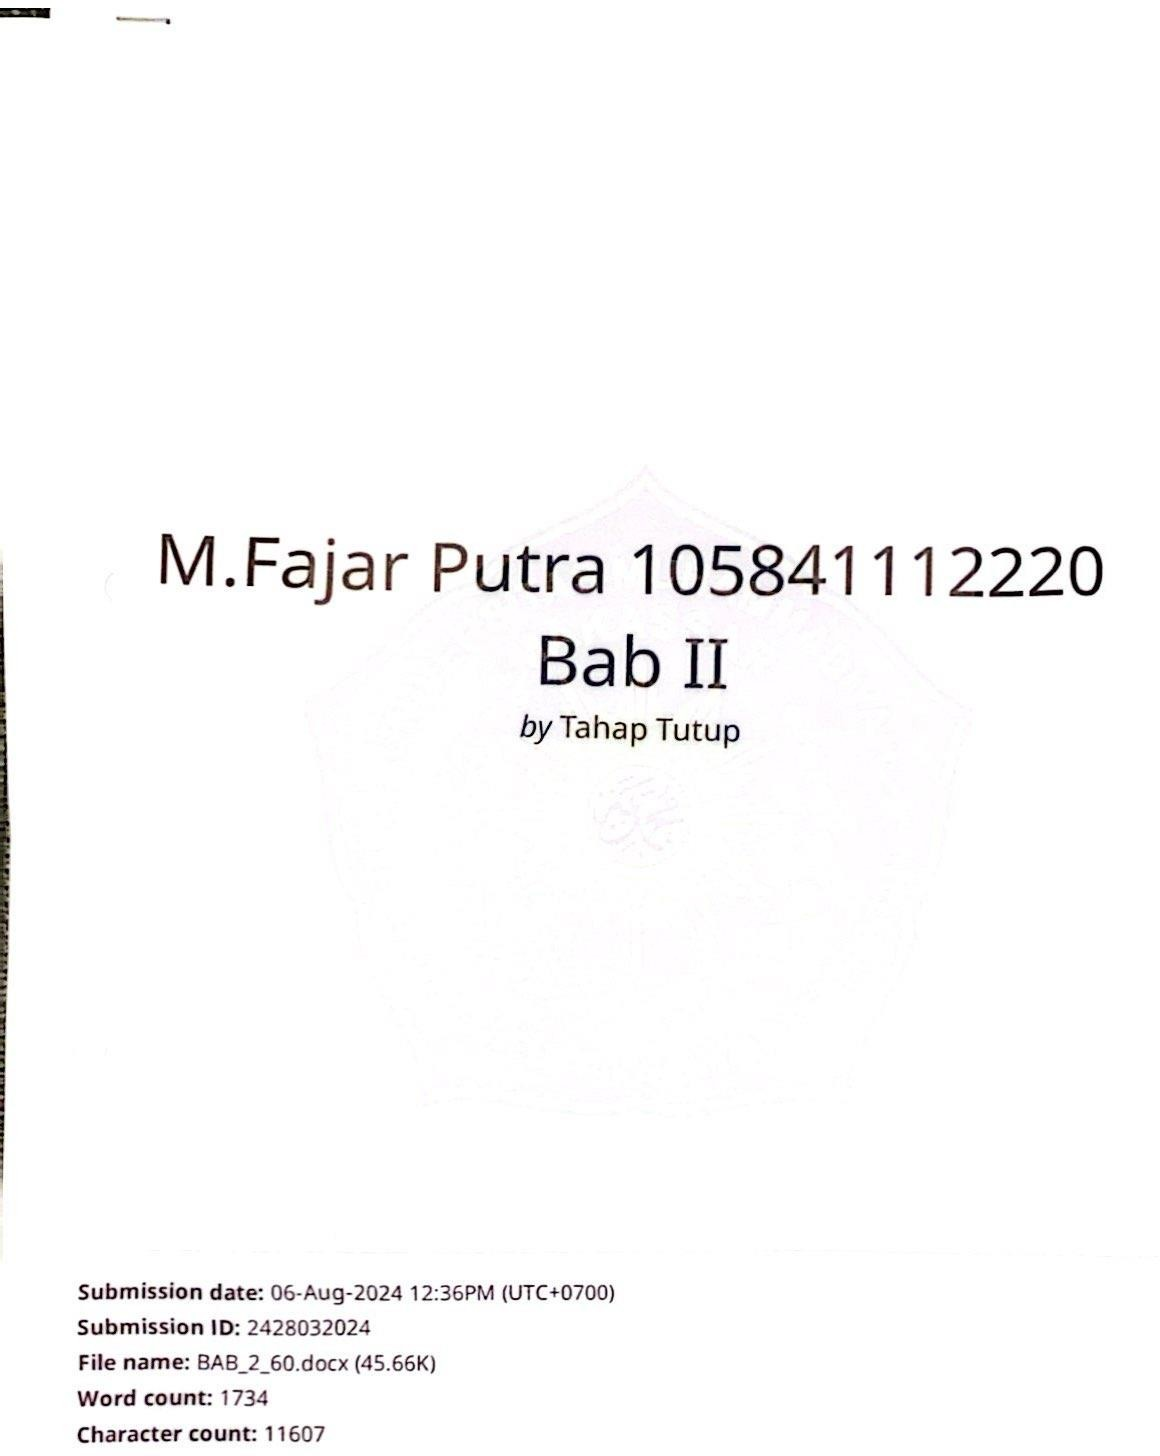 M.Fajar Putra 105841112220
Bab II
by Tahap Tutup
Submission date: 06-Aug-2024 12:36PM (UTC+0700)
Submission ID: 2428032024
File name: BAB_2_60.docx (45.66K)
Word count: 1734
Character count: 11607